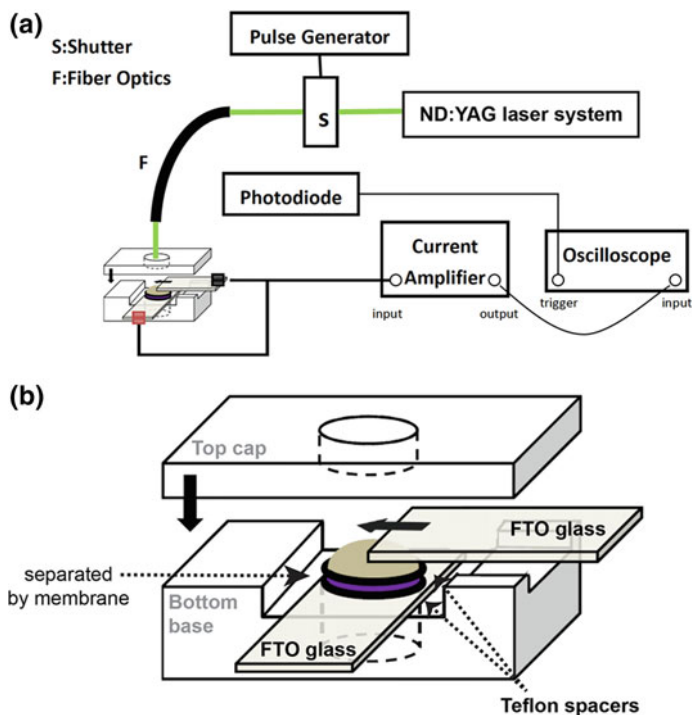 (a)
S:Shutter
F:Fiber Optics
Pulse Generator
S
ND:YAG laser system
F
Photodiode
Current
Amplifier
input
output
Oscilloscope
trigger
input
(b)
Top cap
FTO glass
separated
by membrane
Bottom
base
FTO glass
Teflon spacers